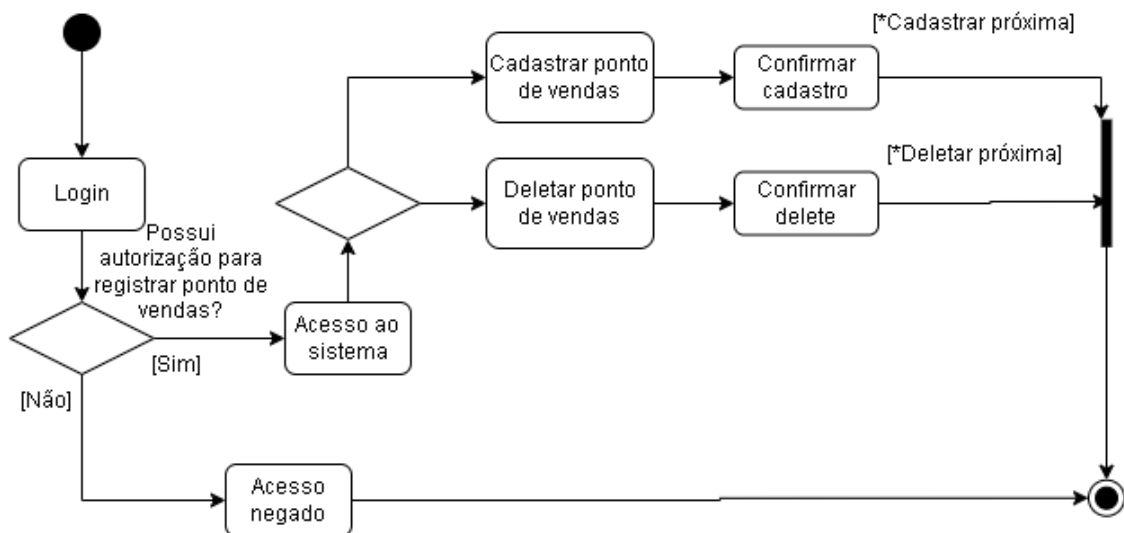 [*Cadastrar próxima]
Cadastrar ponto
de vendas
Confirmar
cadastro
[*Deletar próxima]
Login
Deletar ponto
de vendas
Confirmar
delete
Possui
autorização para
registrar ponto de
vendas?
Acesso ao
sistema
[Sim]
[Não]
Acesso
negado